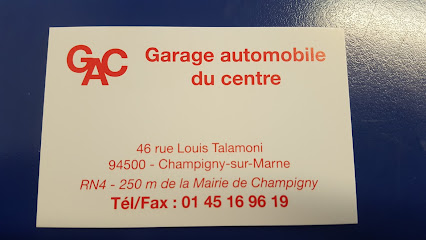 GAC
Garage automobile
du centre
46 rue Louis Talamoni
94500 - Champigny-sur-Marne
RN4 - 250 m de la Mairie de Champigny
Tél/Fax : 01 45 16 96 19